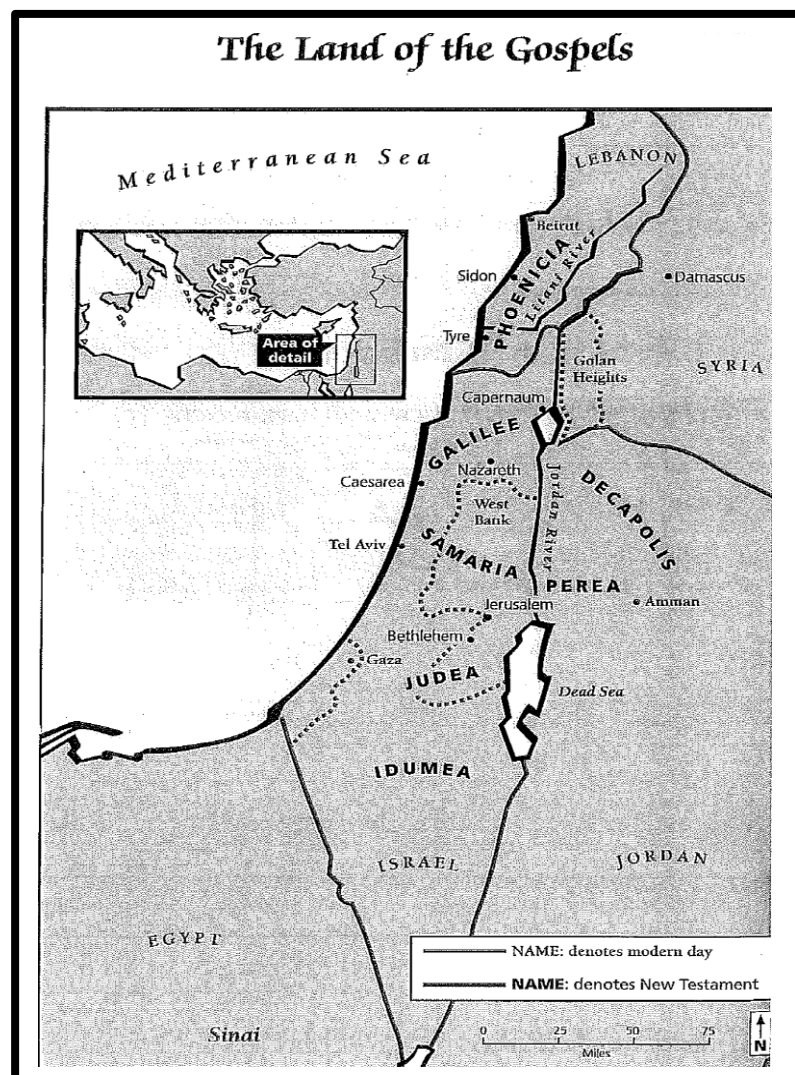 The Land of the Gospels
Mediterranean Sea
LEBANON
Beirut
PHOENICIA
Litani River
Sidon
Damascus
Tyre
Area of
detail
Golan
Heights
SYRIA
Capernaum
GALILEE
Nazareth
Caesarea
Jordan River
DECAPOLIS
West
Bank
Tel Aviv
SAMARIA
PEREA
Amman
Jerusalem
Bethlehem
Gaza
JUDEA
Dead Sea
IDUMEA
ISRAEL
JORDAN
EGYPT
NAME: denotes modern day
NAME: denotes New Testament
Sinai
0 25 50 75
Miles
N